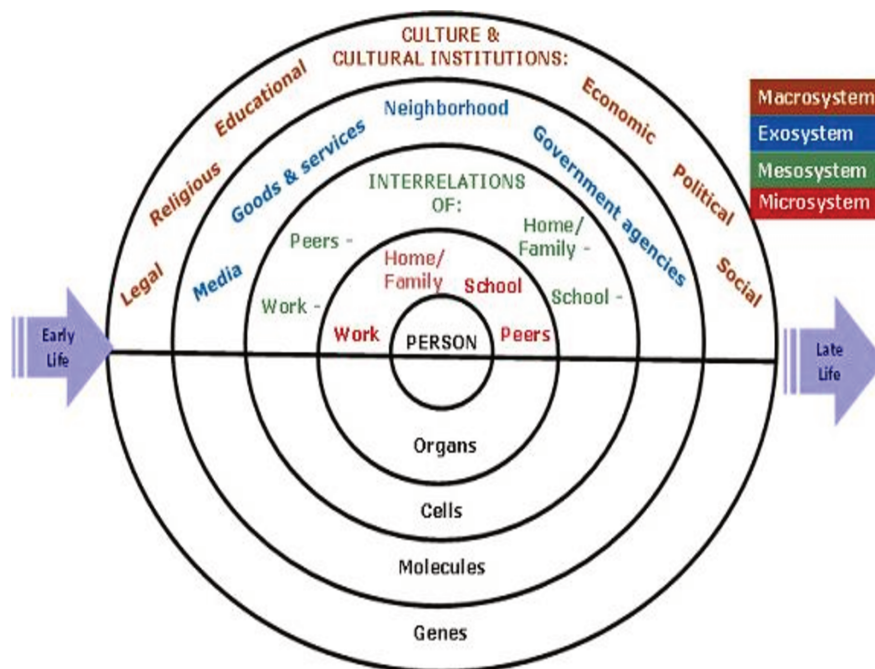 CULTURE &
CULTURAL INSTITUTIONS:
Educational
Economic
Religious
Political
Legal
Social
Neighborhood
Goods & services
Government agencies
Media
INTERRELATIONS
OF:
Peers -
Home/
Family -
Work -
School -
Home/
Family
School
Work
Peers
PERSON
Organs
Cells
Molecules
Genes
Early
Life
Late
Life
Macrosystem
Exosystem
Mesosystem
Microsystem